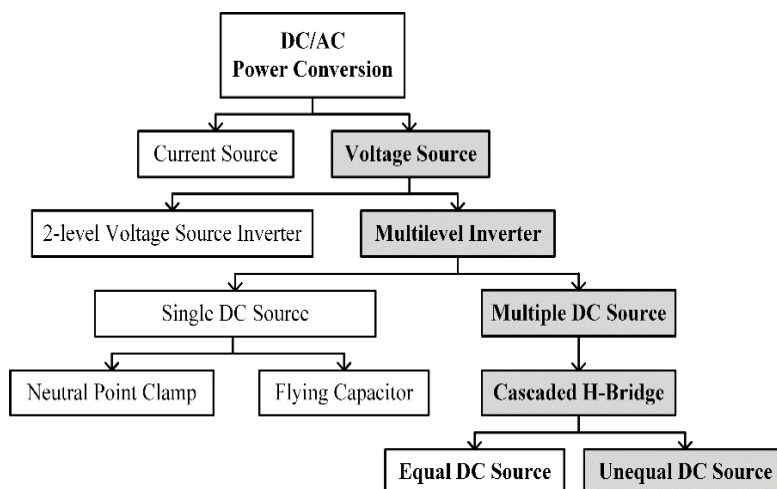 DC/AC
Power Conversion
Current Source
Voltage Source
2-level Voltage Source Inverter
Multilevel Inverter
Single DC Source
Multiple DC Source
Neutral Point Clamp
Flying Capacitor
Cascaded H-Bridge
Equal DC Source
Unequal DC Source